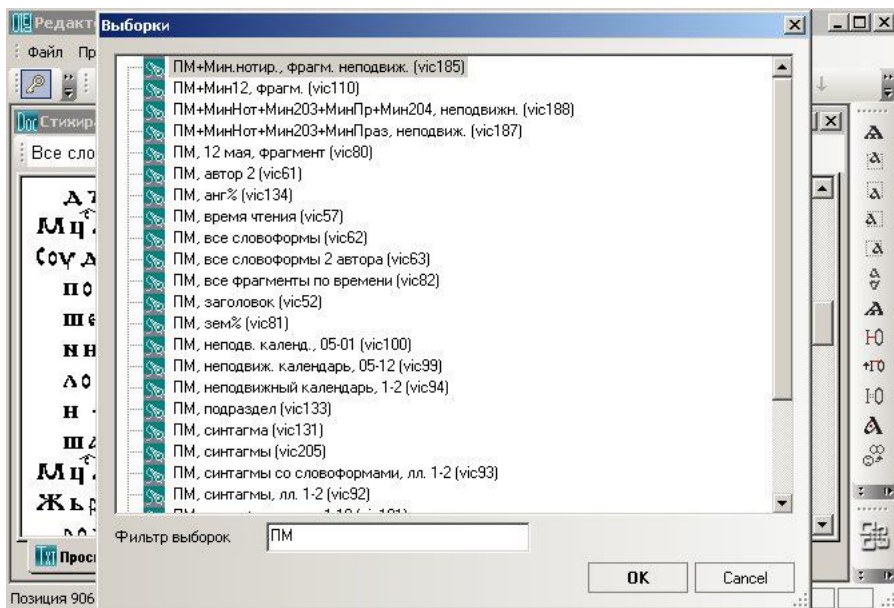 Редакт
Выборки
Файл Пр
Стихира
Все сло
ПМ+Мин.нотир., фрагм. неподвиж. (vic185)
ПМ+Мин12, фрагм. (vic110)
ПМ+МинНот+Мин203+МинПр+Мин204, неподвижн. (vic188)
ПМ+МинНот+Мин203+МинПраз, неподвиж. (vic187)
ПМ, 12 мая, фрагмент (vic80)
ПМ, автор 2 (vic61)
ПМ, анг% (vic134)
ПМ, время чтения (vic57)
ПМ, все словоформы (vic62)
ПМ, все словоформы 2 автора (vic63)
ПМ, все фрагменты по времени (vic82)
ПМ, заголовок (vic52)
ПМ, зем% (vic81)
ПМ, неподв. календ., 05-01 (vic100)
ПМ, неподвиж. календарь, 05-12 (vic99)
ПМ, неподвижный календарь, 1-2 (vic94)
ПМ, подраздел (vic133)
ПМ, синтагма (vic131)
ПМ, синтагмы (vic205)
ПМ, синтагмы со словоформами, лл. 1-2 (vic93)
ПМ, синтагмы, лл. 1-2 (vic92)
Фильтр выборок ПМ
OK Cancel
Txt Прос
Позиция 906